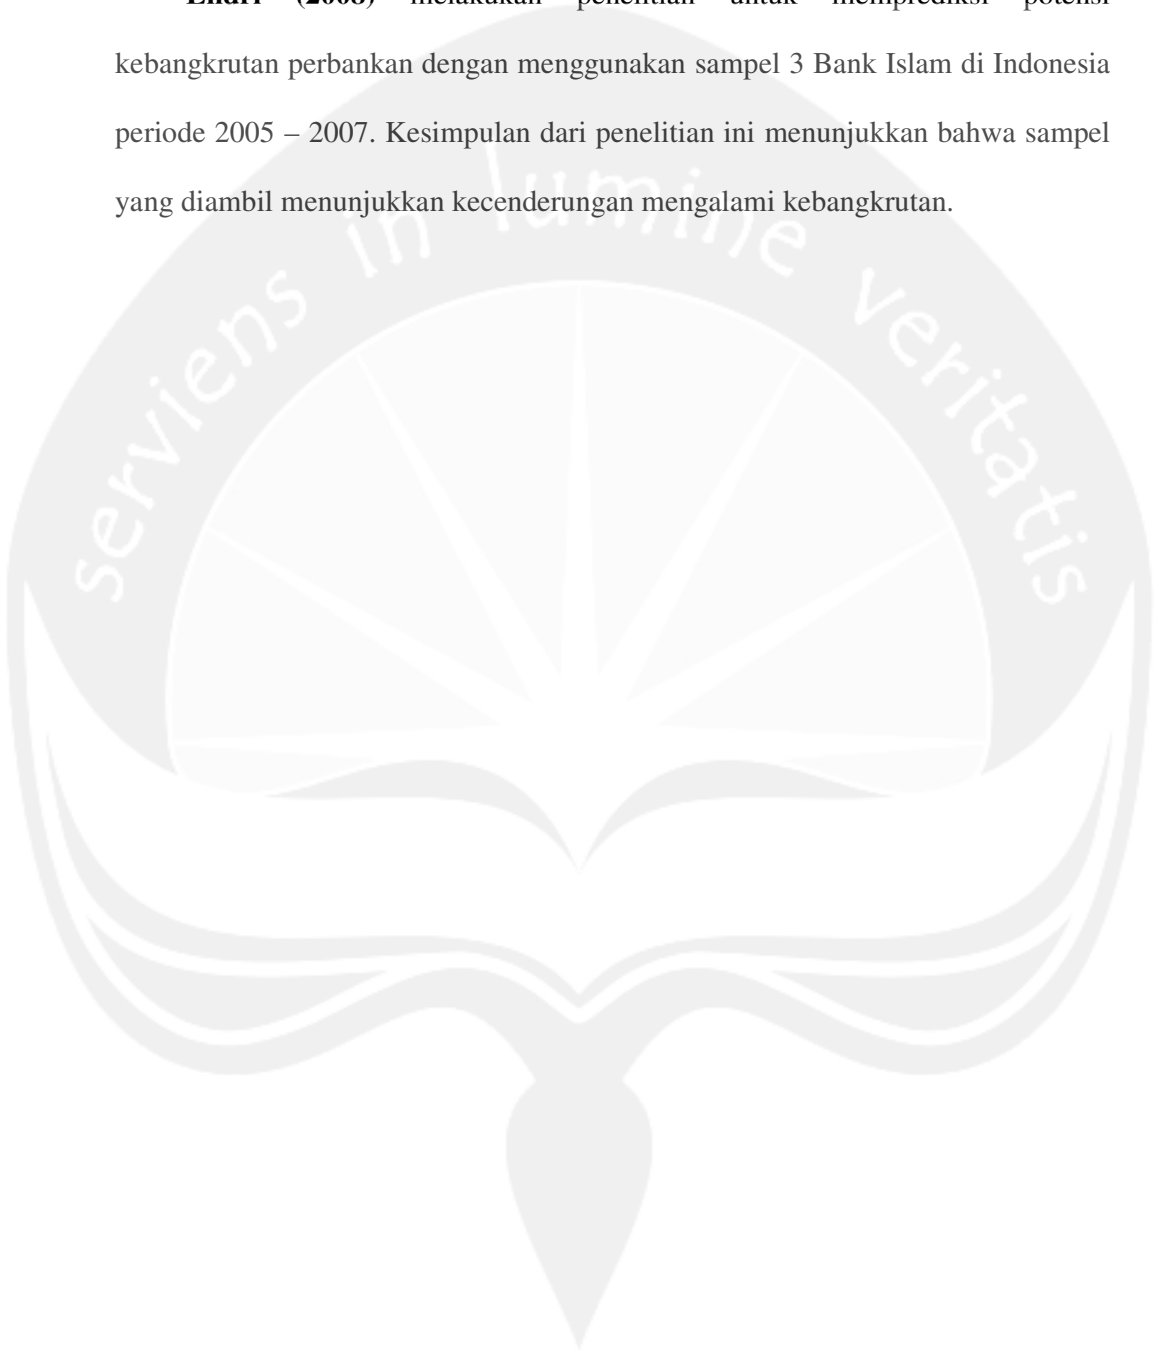 Endri (2008) melakukan penelitian untuk memprediksi potensi
kebangkrutan perbankan dengan menggunakan sampel 3 Bank Islam di Indonesia
periode 2005 – 2007. Kesimpulan dari penelitian ini menunjukkan bahwa sampel
yang diambil menunjukkan kecenderungan mengalami kebangkrutan.
serviens in lumine veritatis